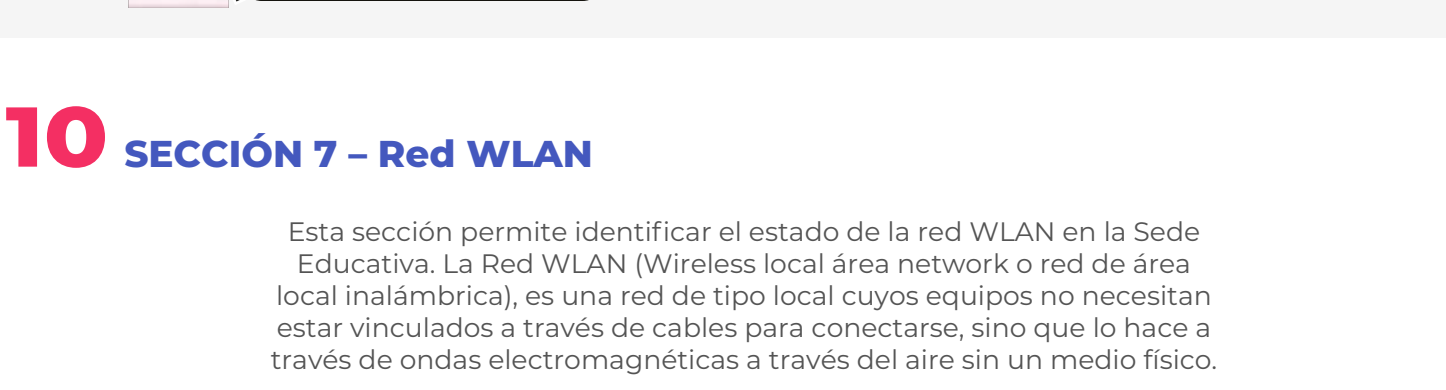 10 SECCIÓN 7 – Red WLAN
Esta sección permite identificar el estado de la red WLAN en la Sede
Educativa. La Red WLAN (Wireless local área network o red de área
local inalámbrica), es una red de tipo local cuyos equipos no necesitan
estar vinculados a través de cables para conectarse, sino que lo hace a
través de ondas electromagnéticas a través del aire sin un medio físico.